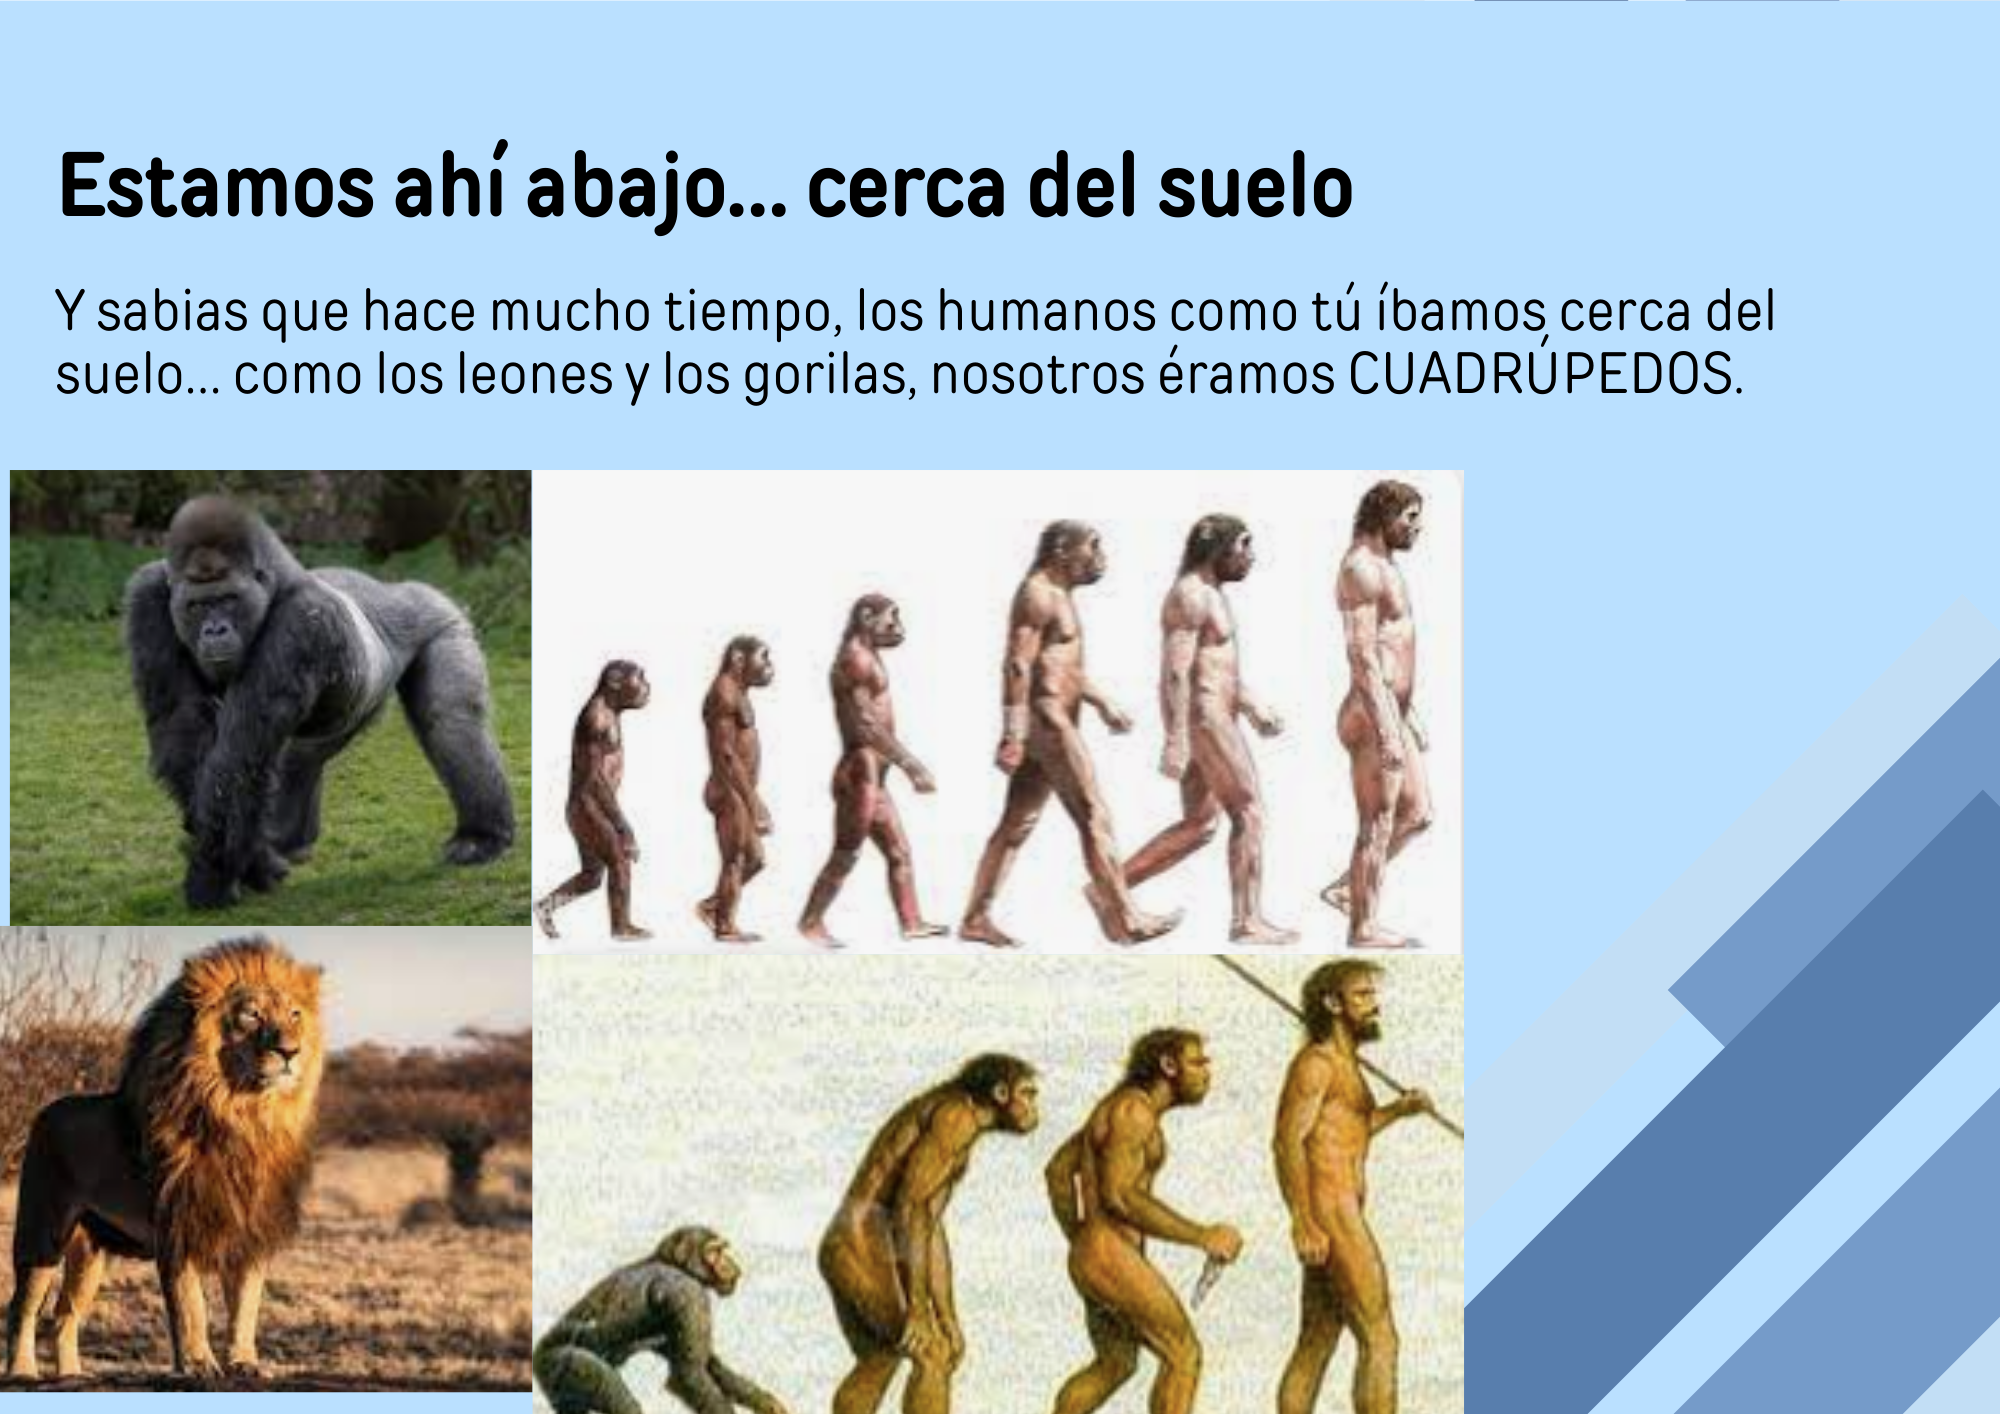 Estamos ahí abajo... cerca del suelo
Y sabias que hace mucho tiempo, los humanos como tú íbamos cerca del
suelo... como los leones y los gorilas, nosotros éramos CUADRÚPEDOS.